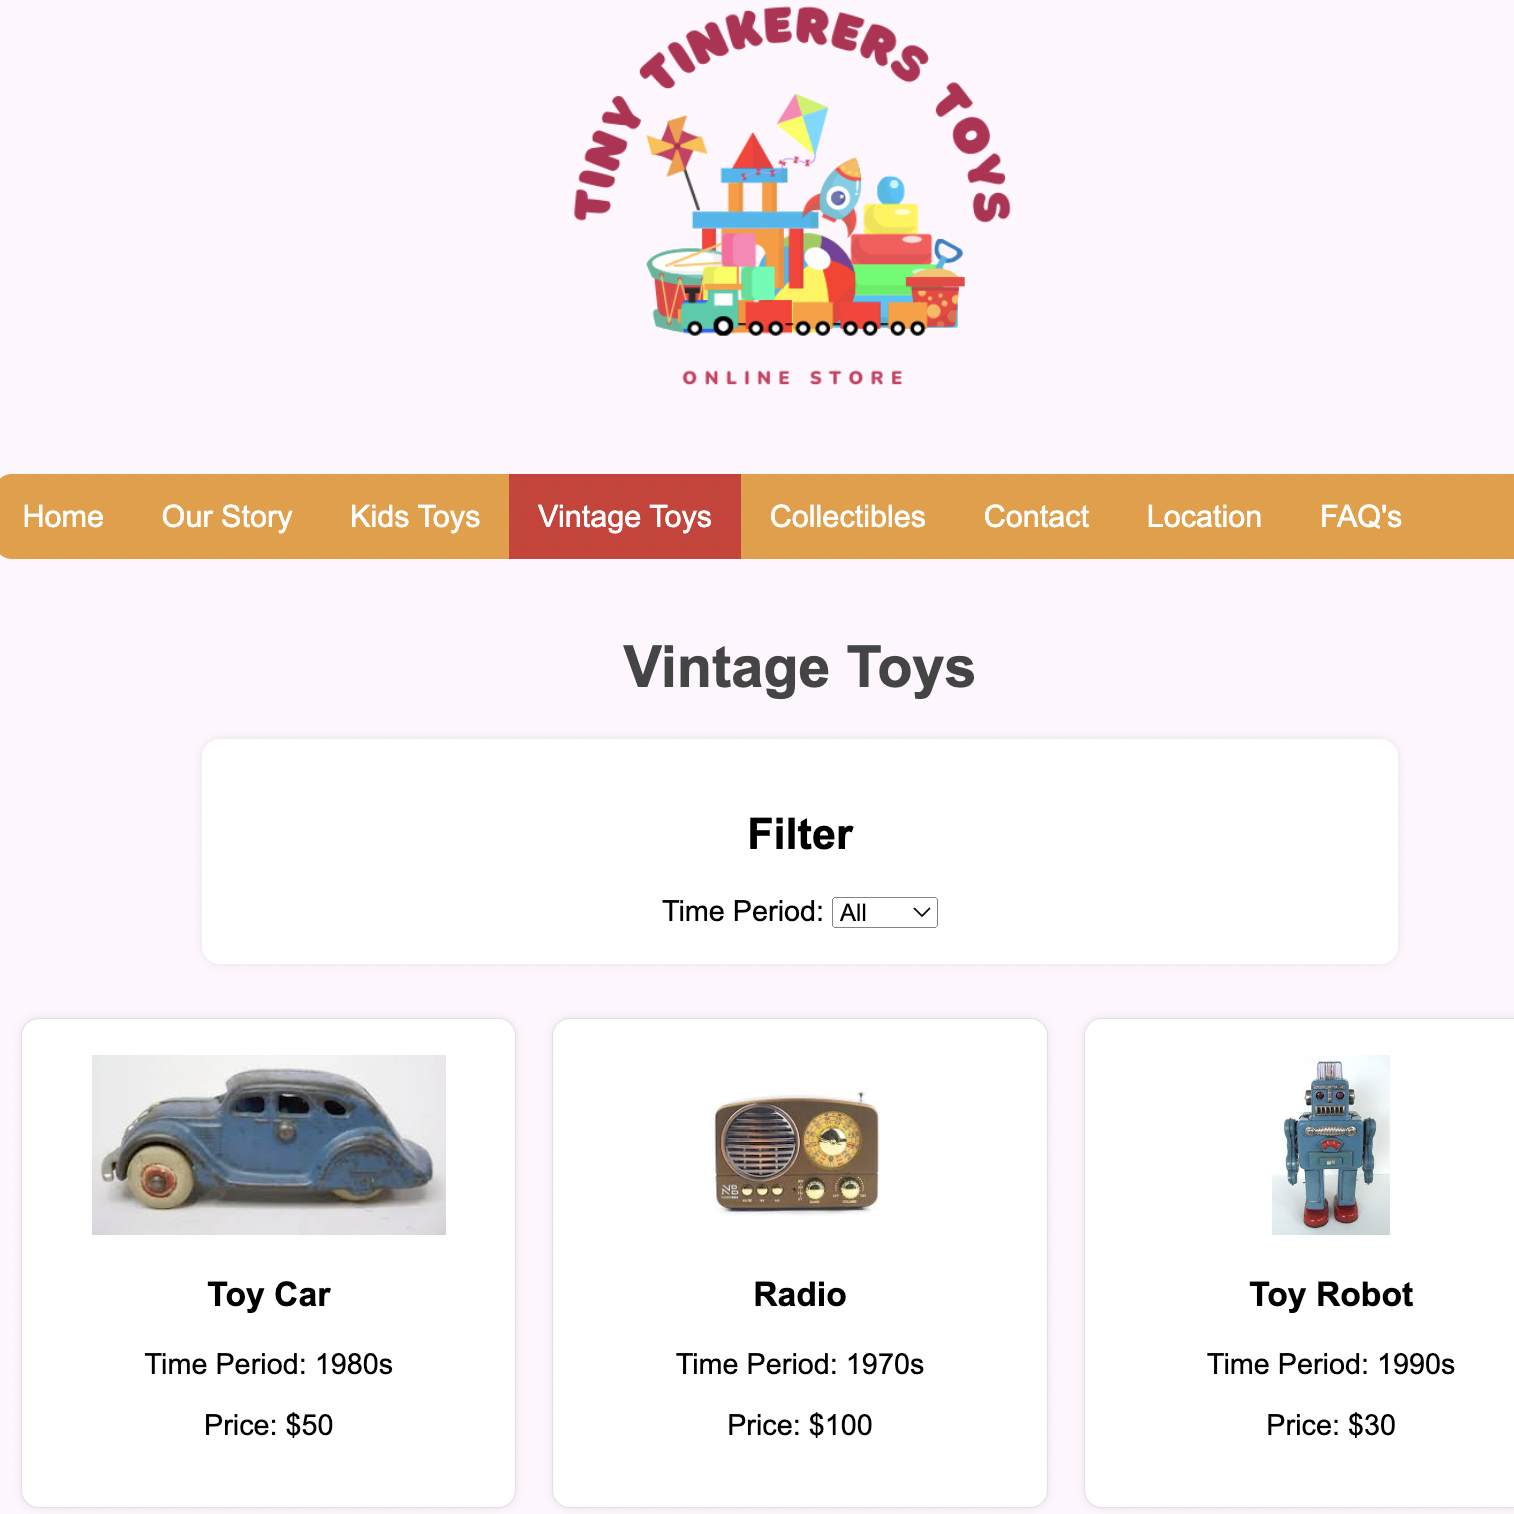 TINY TINKERERS TOYS
ONLINE STORE
Home Our Story Kids Toys Vintage Toys Collectibles Contact Location FAQ's
Vintage Toys
Filter
Time Period: All
Toy Car
Time Period: 1980s
Price: $50
Radio
Time Period: 1970s
Price: $100
Toy Robot
Time Period: 1990s
Price: $30